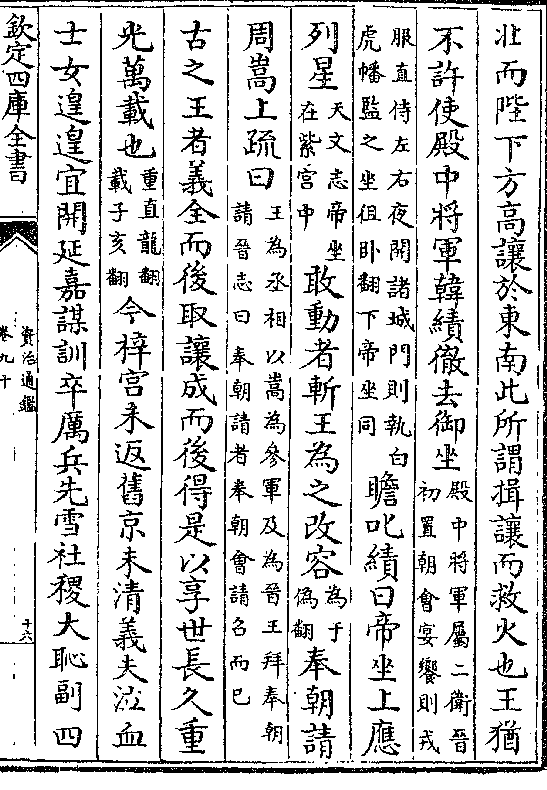 北而陛下方高讓於東南此所謂揖讓而救火也王猶
不許使殿中將軍韓績徹去御坐殿中將軍屬二衛晉初置朝會宴饗則戎
服直侍左右夜開諸城門則執白虎幡監之坐徂卧翻下帝坐同瞻叱績曰帝坐上應
列星天文志帝坐在紫宮中敢動者斬王為之改容為于偽翻奉朝請
周嵩上疏曰王為丞相以嵩為參軍及為晉王拜奉朝請晉志曰奉朝請者奉朝會請召而已
古之王者義全而後取讓成而後得是以享世長久重
光萬載也重直龍翻載子亥翻今梓宮未返舊京未清義夫泣血
士女遑遑宜開延嘉謀訓卒厲兵先雪社稷大恥副四
欽定四庫全書
資治通鑑
卷九十
十六